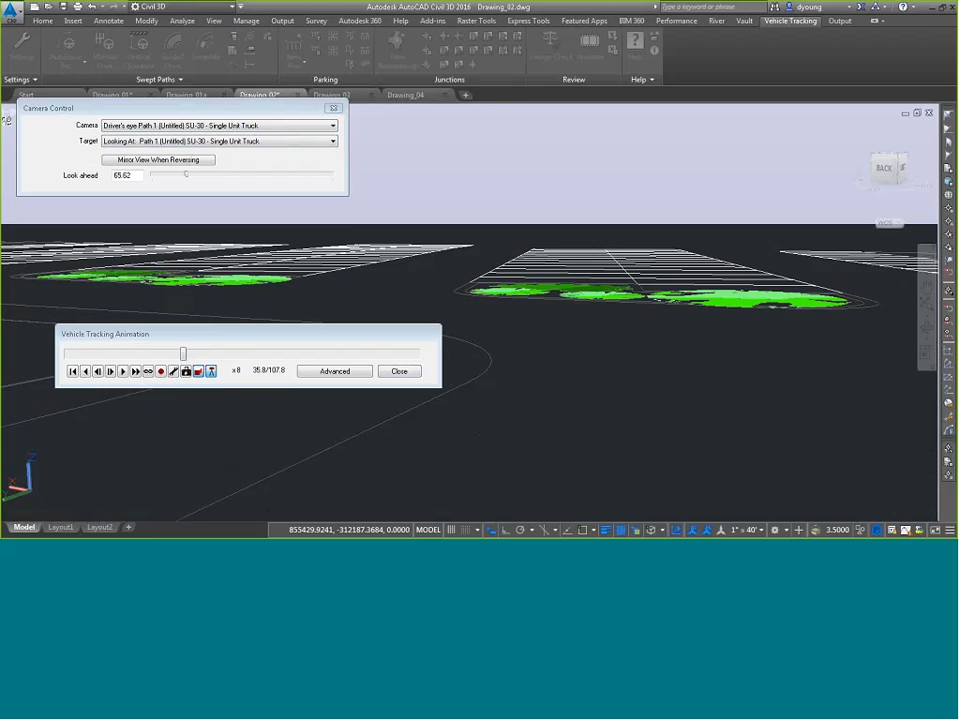 Civil 3D
Autodesk AutoCAD Civil 3D 2016 Drawing_02.dwg
Type a keyword or phrase
dyoung
Home Insert Annotate Modify Analyze View Manage Output Survey Autodesk 360 Help Add-ins Raster Tools Express Tools Featured Apps BIM 360 Performance River Vault Vehicle Tracking Output
Settings Swept Paths Parking Junctions Review Help
Start Drawing_02* Drawing_03 Drawing_04
Camera Control
Camera Driver's eye Path 1 (Untitled) SU-30 - Single Unit Truck
Target Looking At: Path 1 (Untitled) SU-30 - Single Unit Truck
Mirror View When Reversing
Look ahead 65.62
BACK
WCS
Vehicle Tracking Animation
x8 35.8/107.8 Advanced Close
Model Layout1 Layout2 +
855429.9241, -312187.3684, 0.0000 MODEL 1" = 40' 3.5000